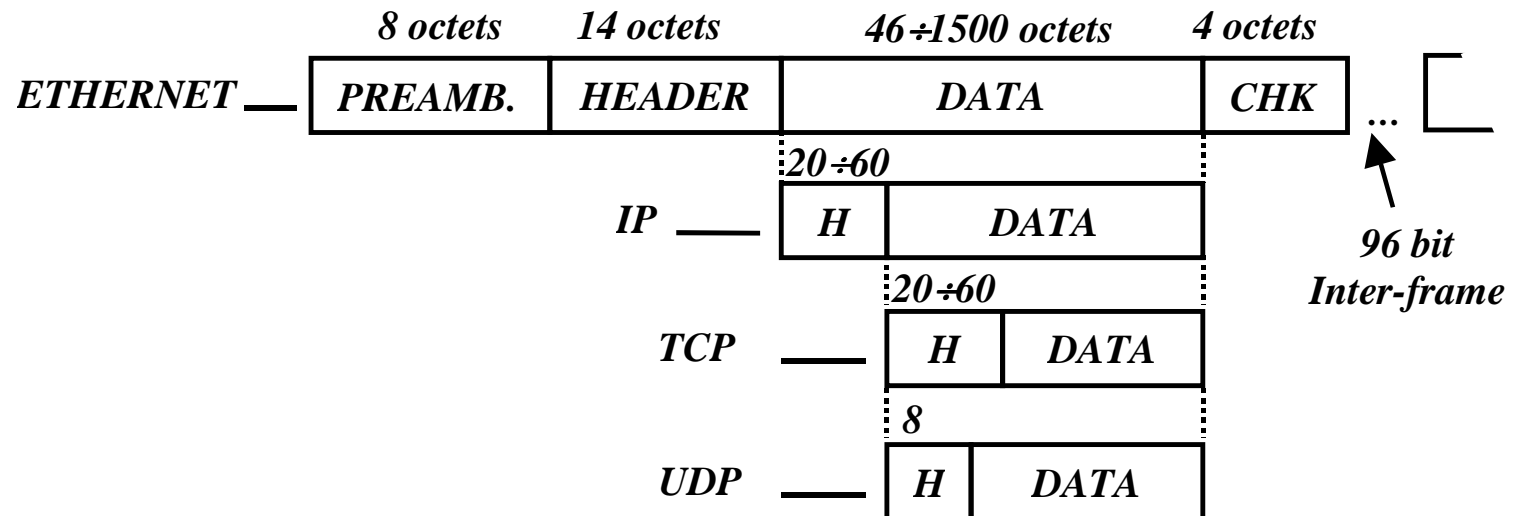 8 octets 14 octets 46÷1500 octets 4 octets
ETHERNET PREAMB. HEADER DATA CHK ...
20÷60
IP H DATA
96 bit
Inter-frame
20÷60
TCP H DATA
8
UDP H DATA